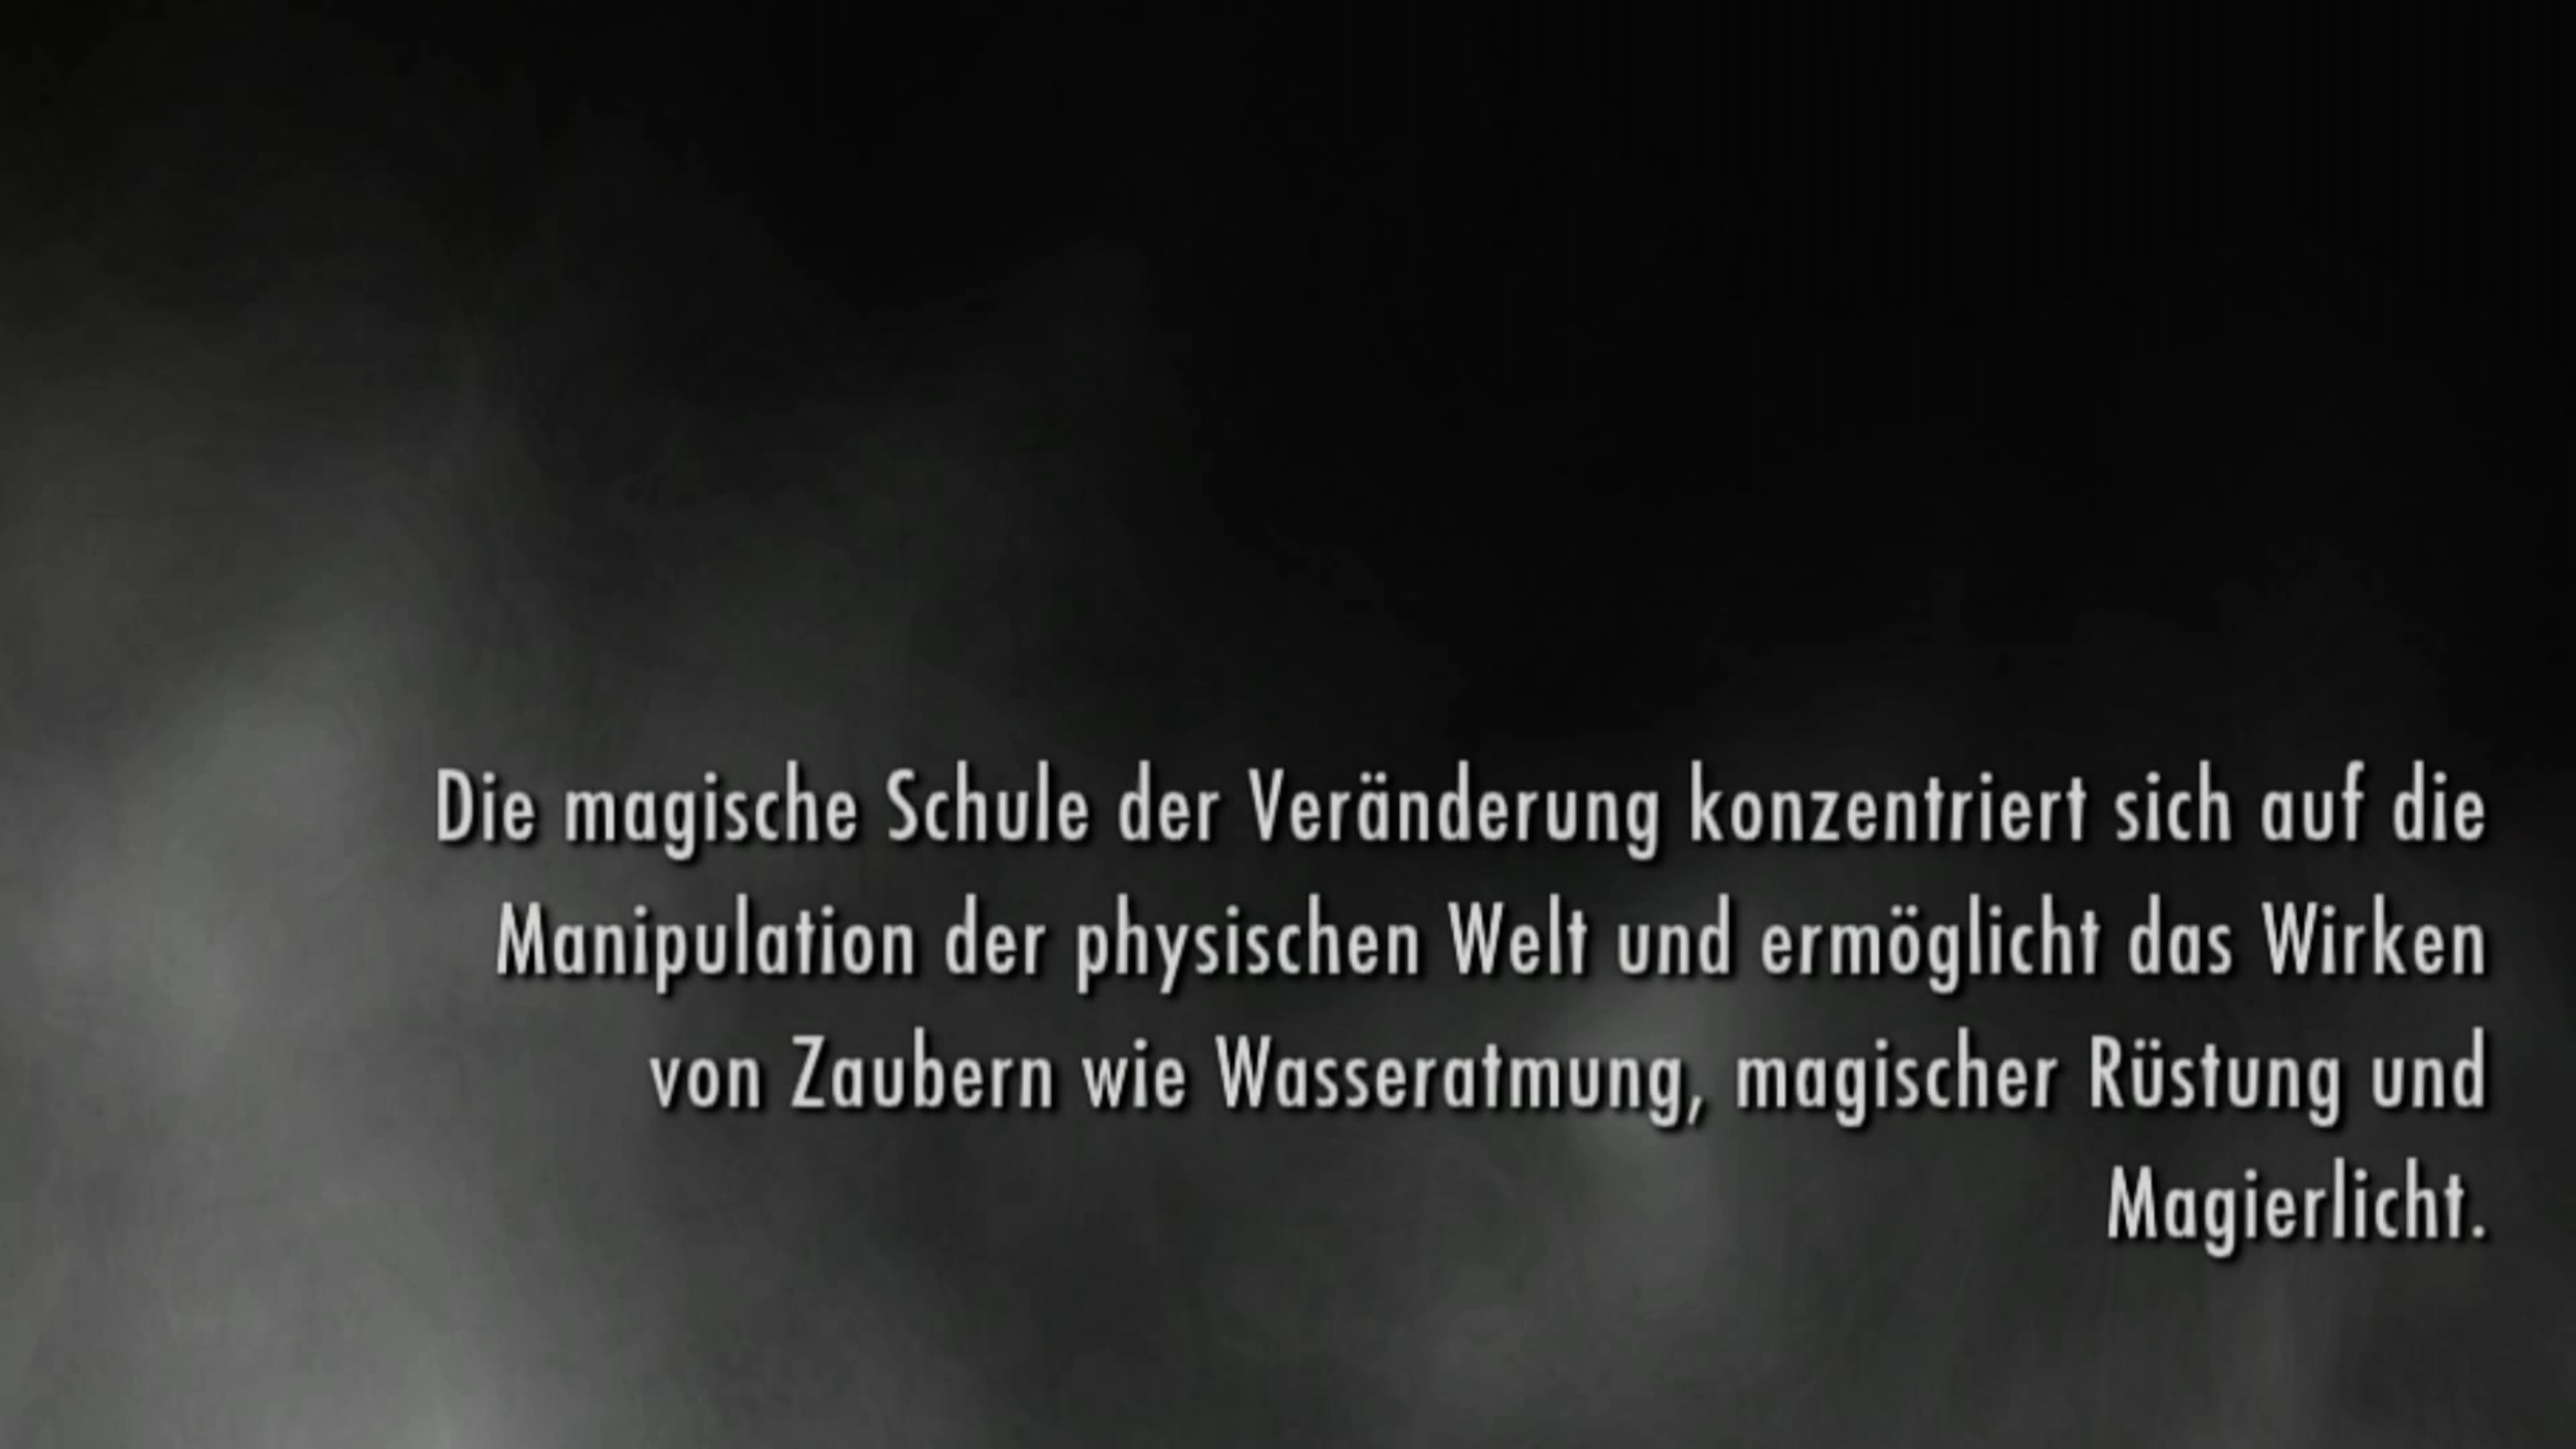 Die magische Schule der Veränderung konzentriert sich auf die
Manipulation der physischen Welt und ermöglicht das Wirken
von Zaubern wie Wasseratmung, magischer Rüstung und
Magierlicht.